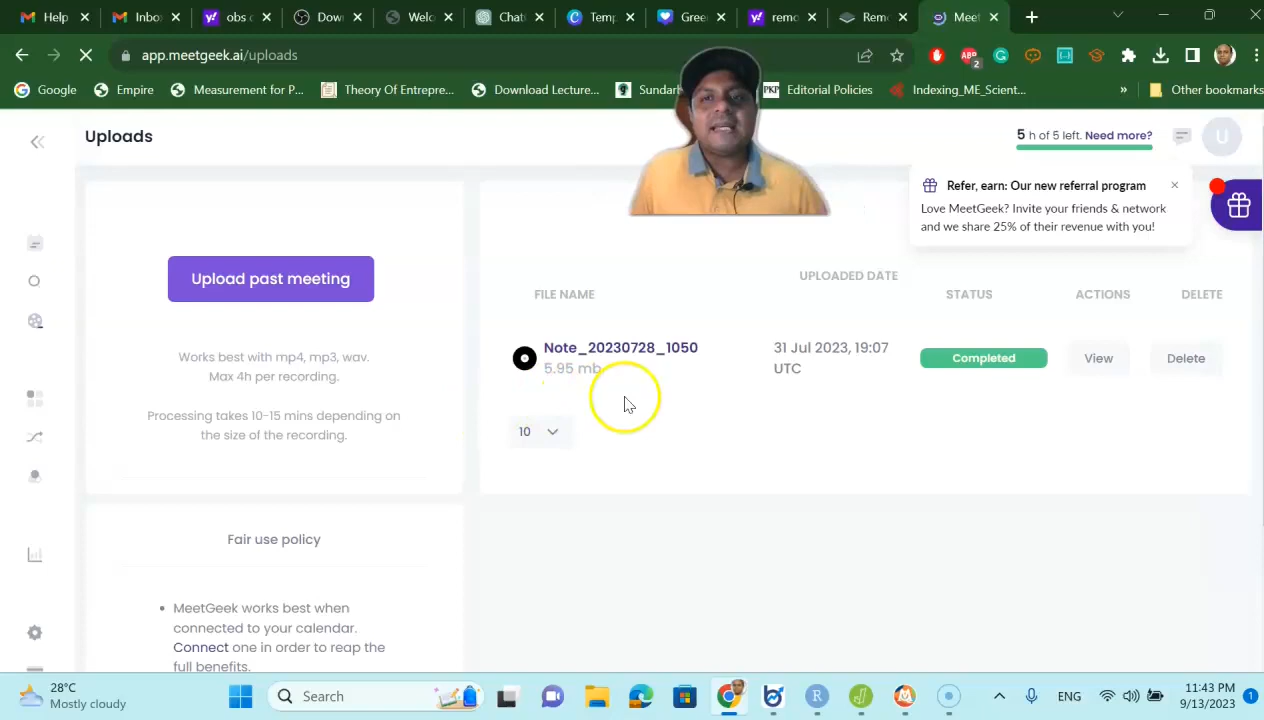 Help
Inbo
obs c
Dow
Welc
Chat
Temp
Gree
remo
Remo
Meet
app.meetgeek.ai/uploads
2
Google
Empire
Measurement for P...
Theory Of Entrepre...
Download Lecture...
Sundar
PKP
Editorial Policies
Indexing_ME_Scient...
»
Other bookmarks
Uploads
5 h of 5 left. Need more?
U
Refer, earn: Our new referral program
Love MeetGeek? Invite your friends & network
and we share 25% of their revenue with you!
Upload past meeting
Works best with mp4, mp3, wav.
Max 4h per recording.
Processing takes 10-15 mins depending on
the size of the recording.
UPLOADED DATE
FILE NAME
STATUS
ACTIONS
DELETE
Note_20230728_1050
5.95 mb
31 Jul 2023, 19:07
UTC
Completed
View
Delete
10
Fair use policy
• MeetGeek works best when
connected to your calendar.
Connect one in order to reap the
full benefits.
28°C
Mostly cloudy
Search
ENG
11:43 PM
9/13/2023
1